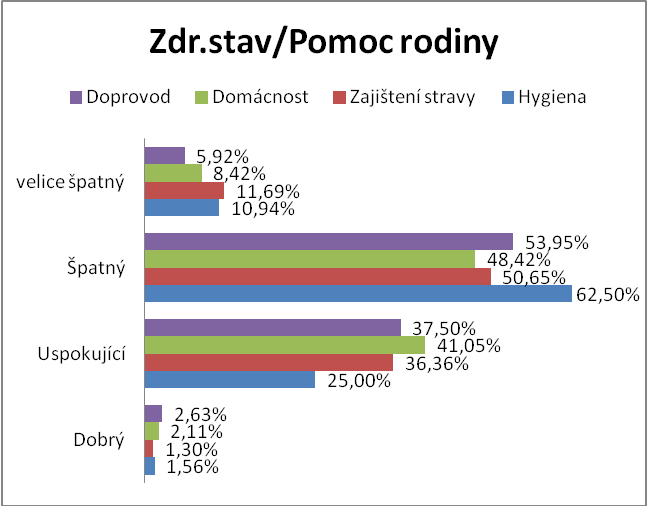 Zdr.stav/Pomoc rodiny
Doprovod Domácnost Zajištení stravy Hygiena
velice špatný
5,92%
8,42%
11,69%
10,94%
Špatný
53,95%
48,42%
50,65%
62,50%
Uspokující
37,50%
41,05%
36,36%
25,00%
Dobrý
2,63%
2,11%
1,30%
1,56%